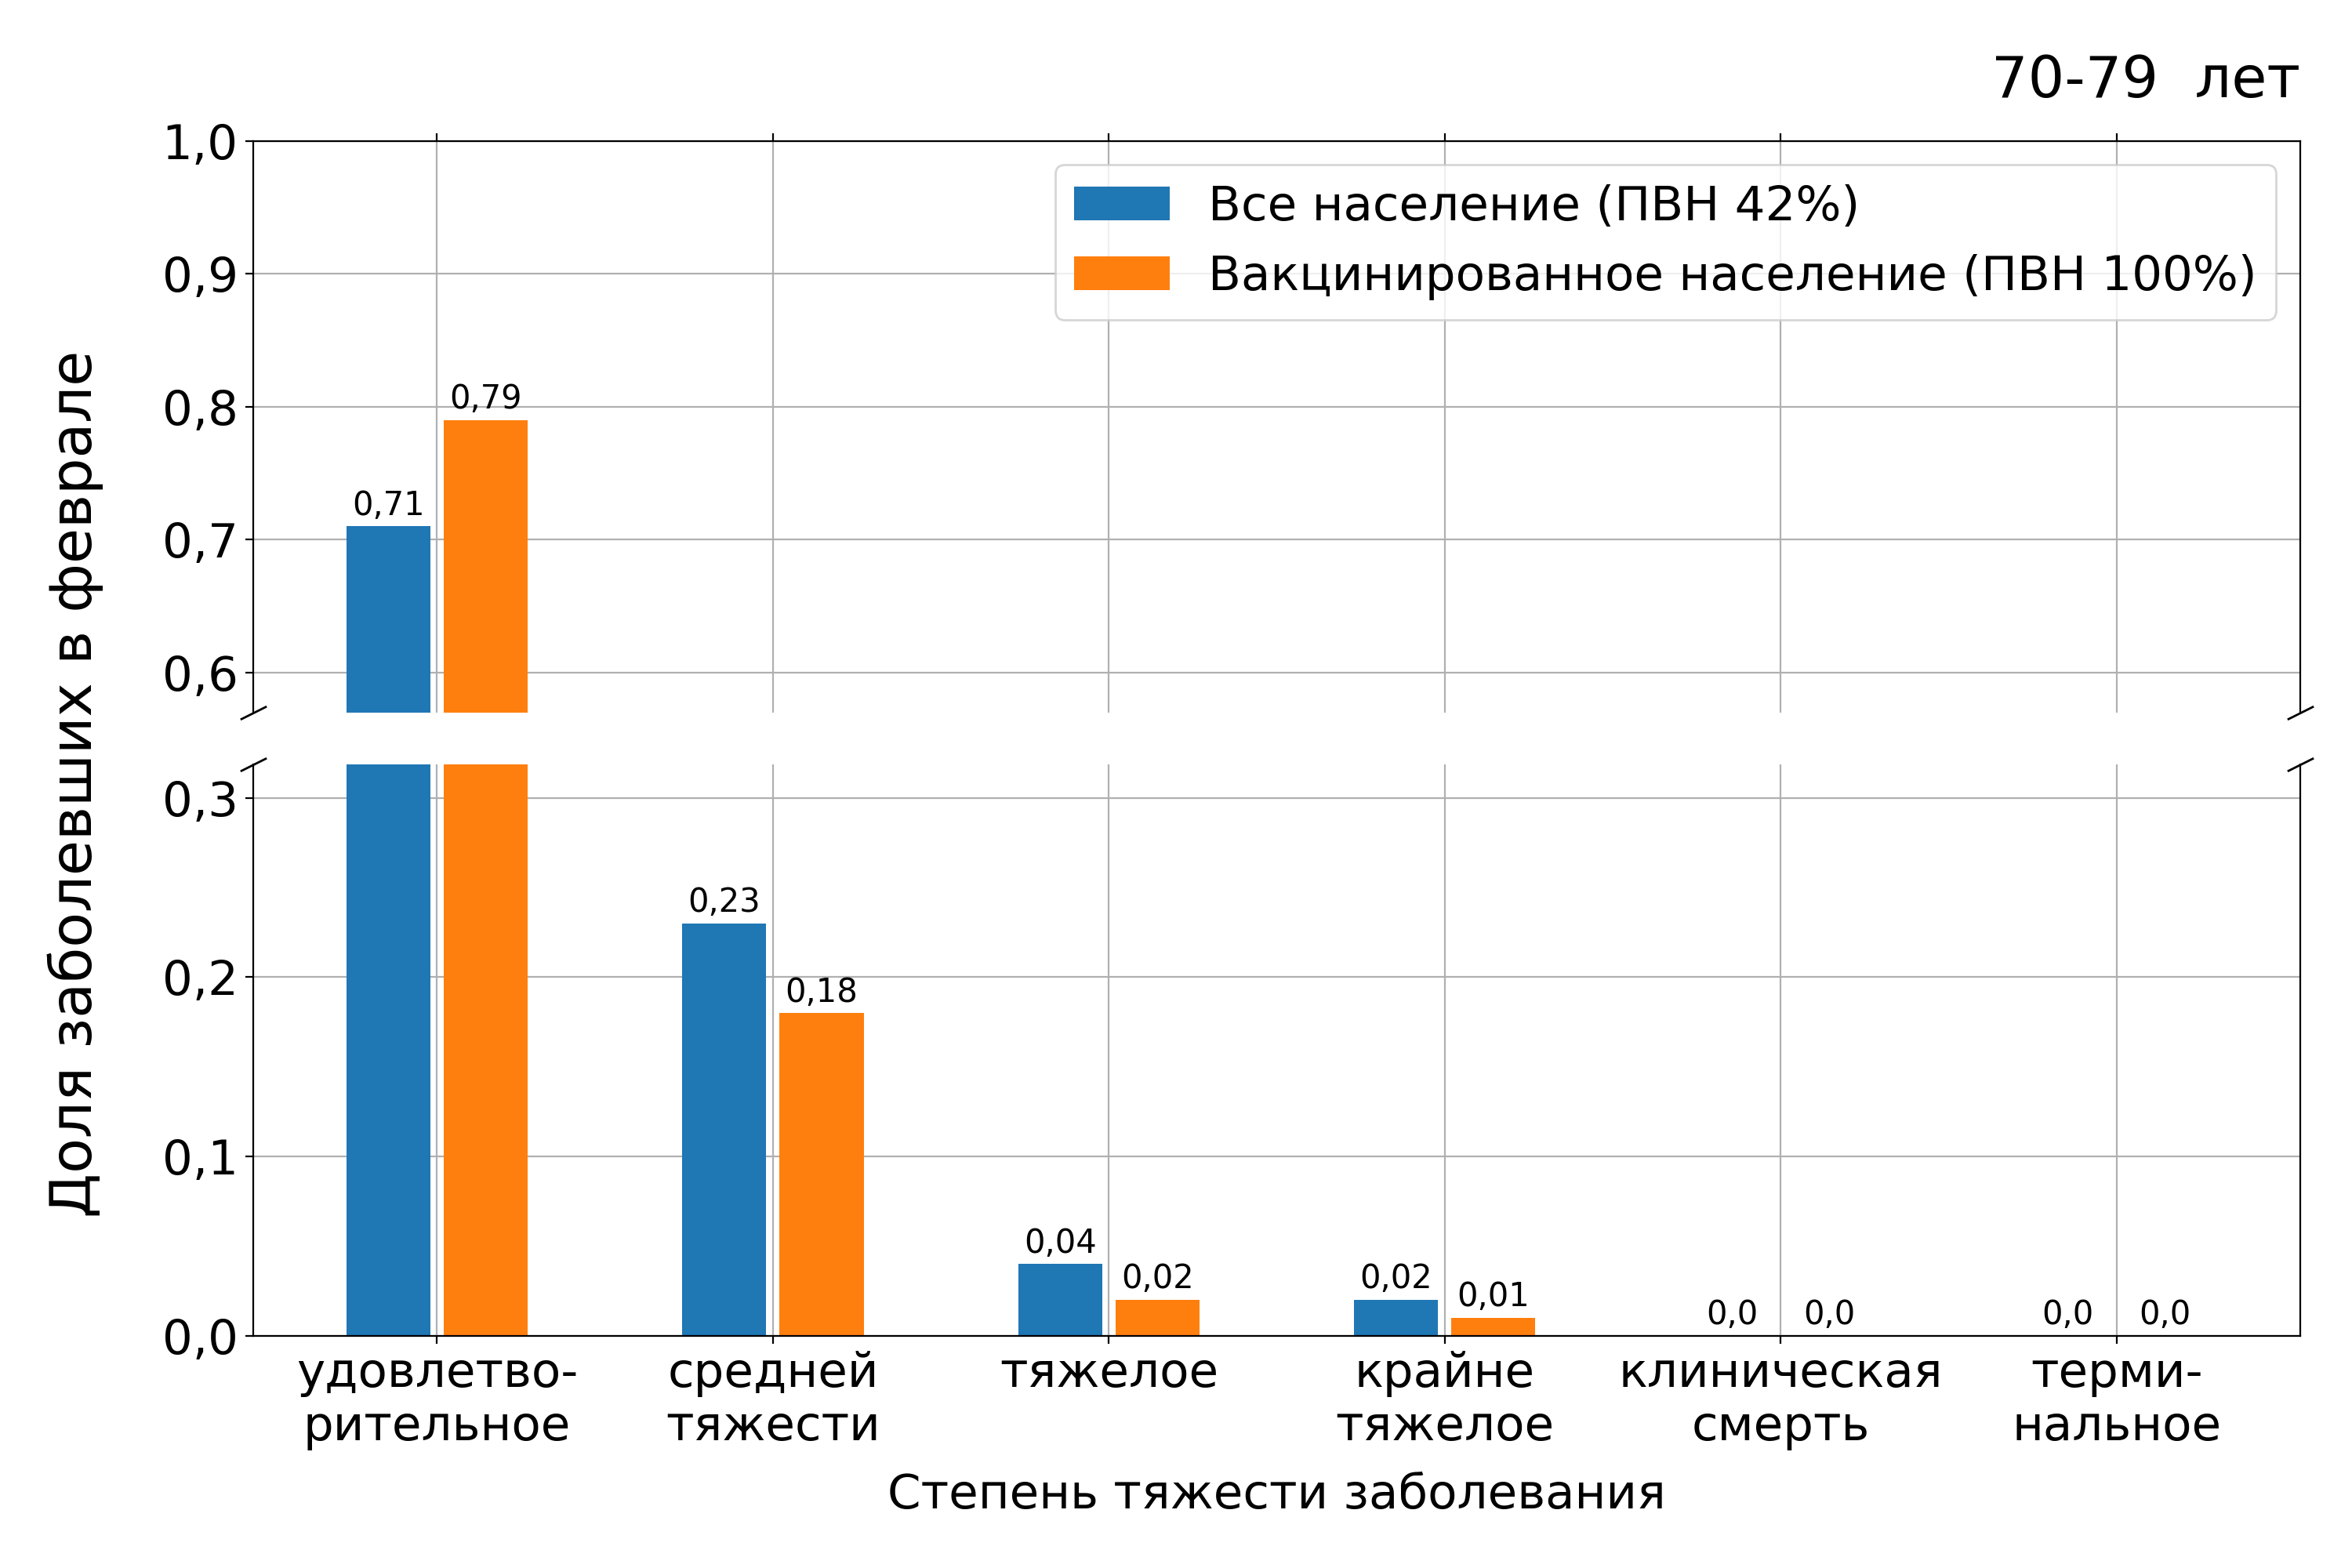 70-79 лет
Доля заболевших в феврале
1,0
0,9
0,8
0,7
0,6
0,3
0,2
0,1
0,0
Все население (ПВН 42%)
Вакцинированное население (ПВН 100%)
0,71
0,79
0,23
0,18
0,04
0,02
0,02
0,01
0,0
0,0
0,0
0,0
удовлетво-
рительное
средней
тяжести
тяжелое
крайне
тяжелое
клиническая
смерть
терми-
нальное
Степень тяжести заболевания